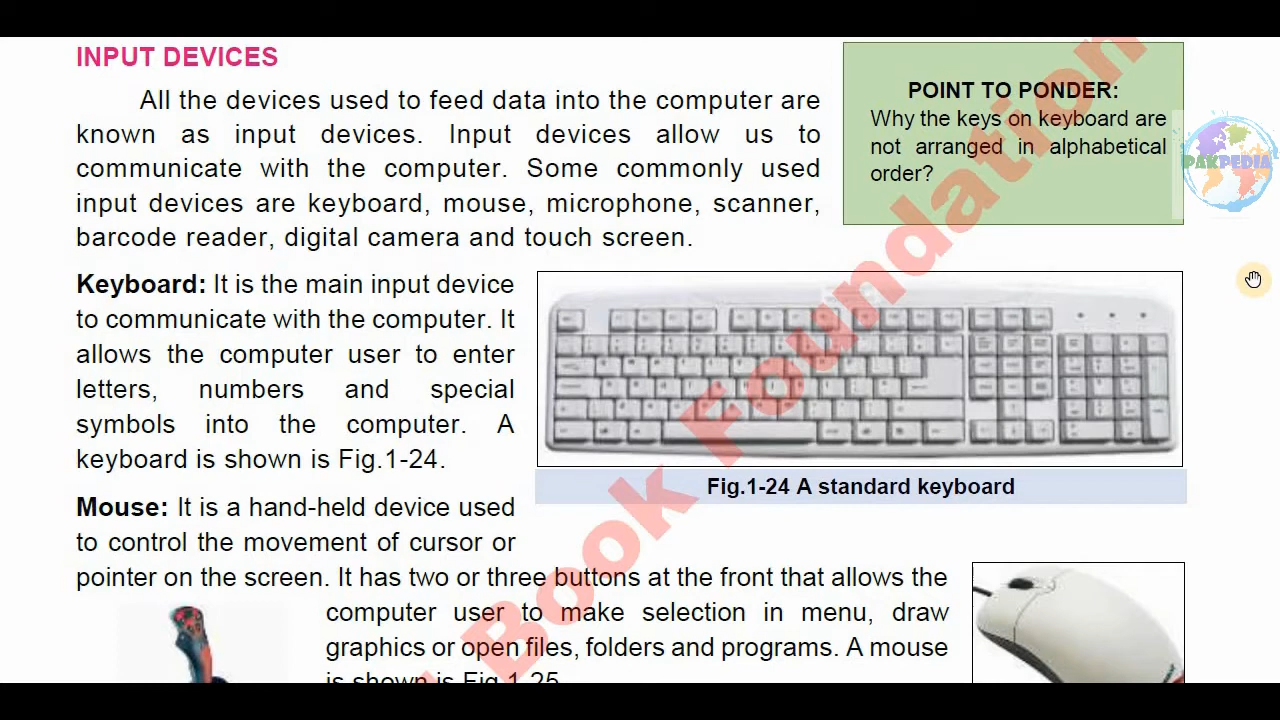 INPUT DEVICES
All the devices used to feed data into the computer are
known as input devices. Input devices allow us to
communicate with the computer. Some commonly used
input devices are keyboard, mouse, microphone, scanner,
barcode reader, digital camera and touch screen.
POINT TO PONDER:
Why the keys on keyboard are
not arranged in alphabetical
order?
PAKPEDIA
Keyboard: It is the main input device
to communicate with the computer. It
allows the computer user to enter
letters, numbers and special
symbols into the computer. A
keyboard is shown is Fig.1-24.
Fig.1-24 A standard keyboard
Mouse: It is a hand-held device used
to control the movement of cursor or
pointer on the screen. It has two or three buttons at the front that allows the
computer user to make selection in menu, draw
graphics or open files, folders and programs. A mouse
is shown is Fig.1-25
Book Foundation